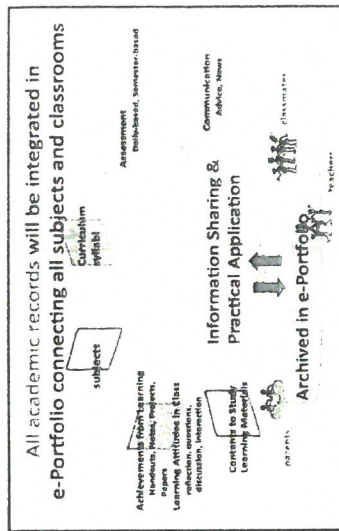 All academic records will be integrated in
e-Portfolio connecting all subjects and classrooms
subjects
Curriculum
syllabi
Assessment
Daily-based, Semester-based
Achievements from Learning
Handouts, Notes, Projects,
Papers
Learning Attitudes in Class
reflection, questions,
discussion, interaction
Contents to Study
Learning Materials
Information Sharing &
Practical Application
Communication
Advice, News
parents
Archived in e-Portfolio
teachers
classmates